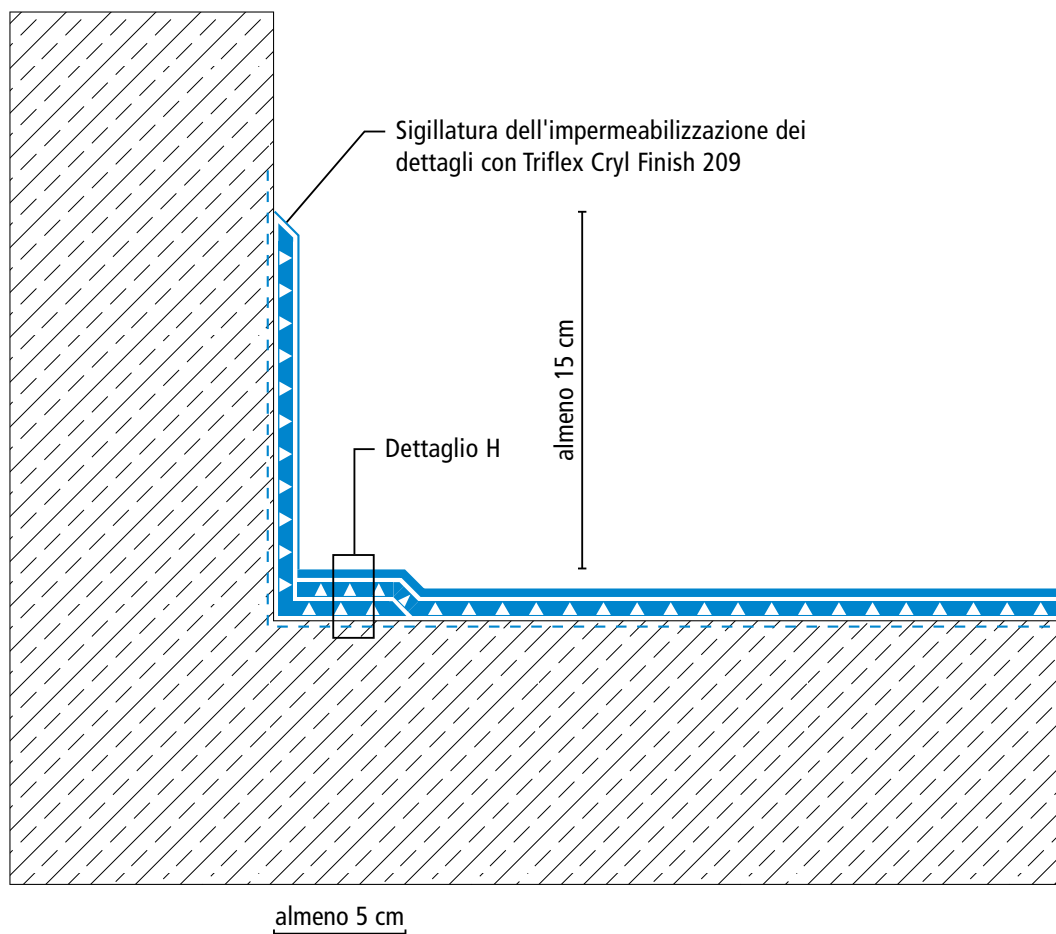 Sigillatura dell'impermeabilizzazione dei
dettagli con Triflex Cryl Finish 209
almeno 15 cm
Dettaglio H
almeno 5 cm